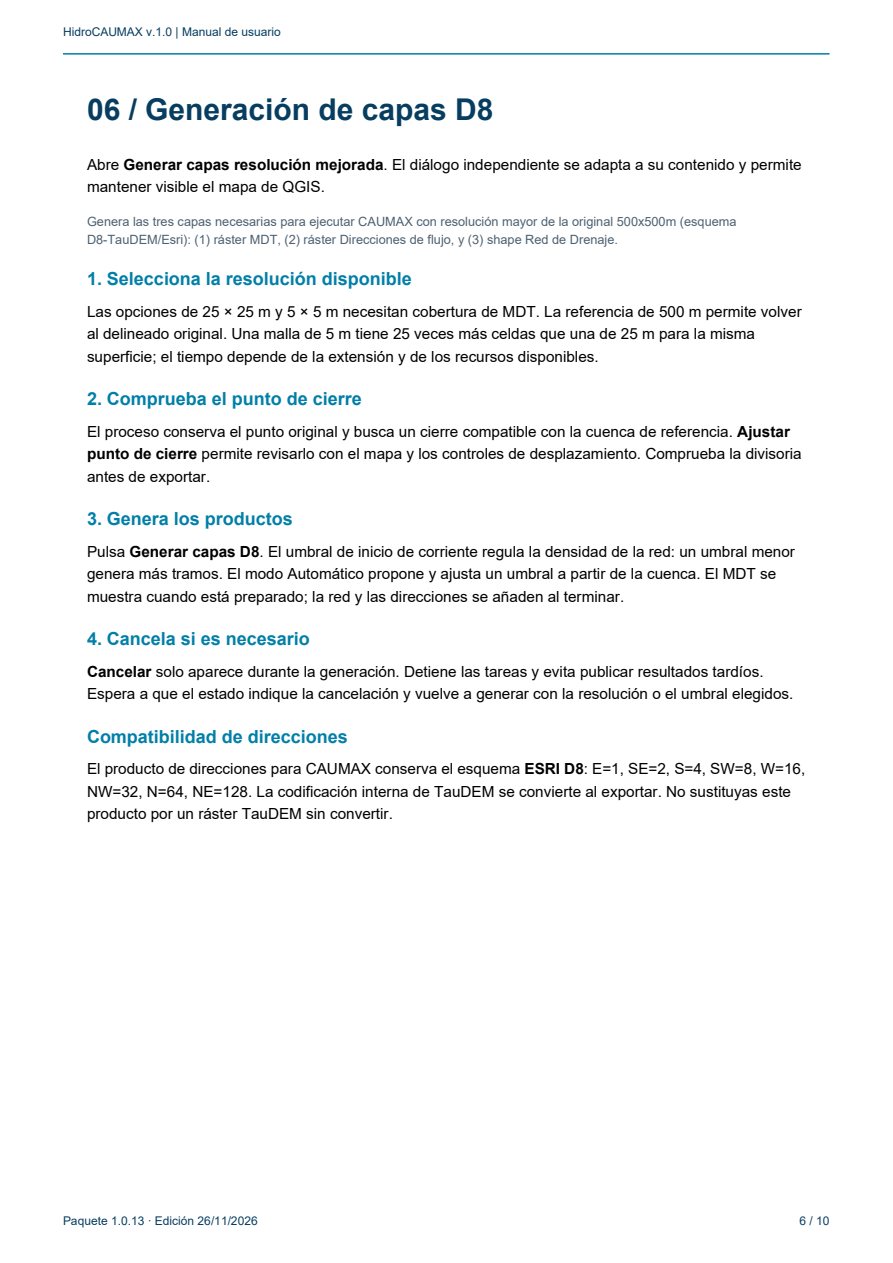 HidroCAUMAX v.1.0 | Manual de usuario
06 / Generación de capas D8
Abre Generar capas resolución mejorada. El diálogo independiente se adapta a su contenido y permite
mantener visible el mapa de QGIS.
Genera las tres capas necesarias para ejecutar CAUMAX con resolución mayor de la original 500x500m (esquema
D8-TauDEM/Esri): (1) ráster MDT, (2) ráster Direcciones de flujo, y (3) shape Red de Drenaje.
1. Selecciona la resolución disponible
Las opciones de 25 × 25 m y 5 × 5 m necesitan cobertura de MDT. La referencia de 500 m permite volver
al delineado original. Una malla de 5 m tiene 25 veces más celdas que una de 25 m para la misma
superficie; el tiempo depende de la extensión y de los recursos disponibles.
2. Comprueba el punto de cierre
El proceso conserva el punto original y busca un cierre compatible con la cuenca de referencia. Ajustar
punto de cierre permite revisarlo con el mapa y los controles de desplazamiento. Comprueba la divisoria
antes de exportar.
3. Genera los productos
Pulsa Generar capas D8. El umbral de inicio de corriente regula la densidad de la red: un umbral menor
genera más tramos. El modo Automático propone y ajusta un umbral a partir de la cuenca. El MDT se
muestra cuando está preparado; la red y las direcciones se añaden al terminar.
4. Cancela si es necesario
Cancelar solo aparece durante la generación. Detiene las tareas y evita publicar resultados tardíos.
Espera a que el estado indique la cancelación y vuelve a generar con la resolución o el umbral elegidos.
Compatibilidad de direcciones
El producto de direcciones para CAUMAX conserva el esquema ESRI D8: E=1, SE=2, S=4, SW=8, W=16,
NW=32, N=64, NE=128. La codificación interna de TauDEM se convierte al exportar. No sustituyas este
producto por un ráster TauDEM sin convertir.
Paquete 1.0.13 · Edición 26/11/2026
6 / 10